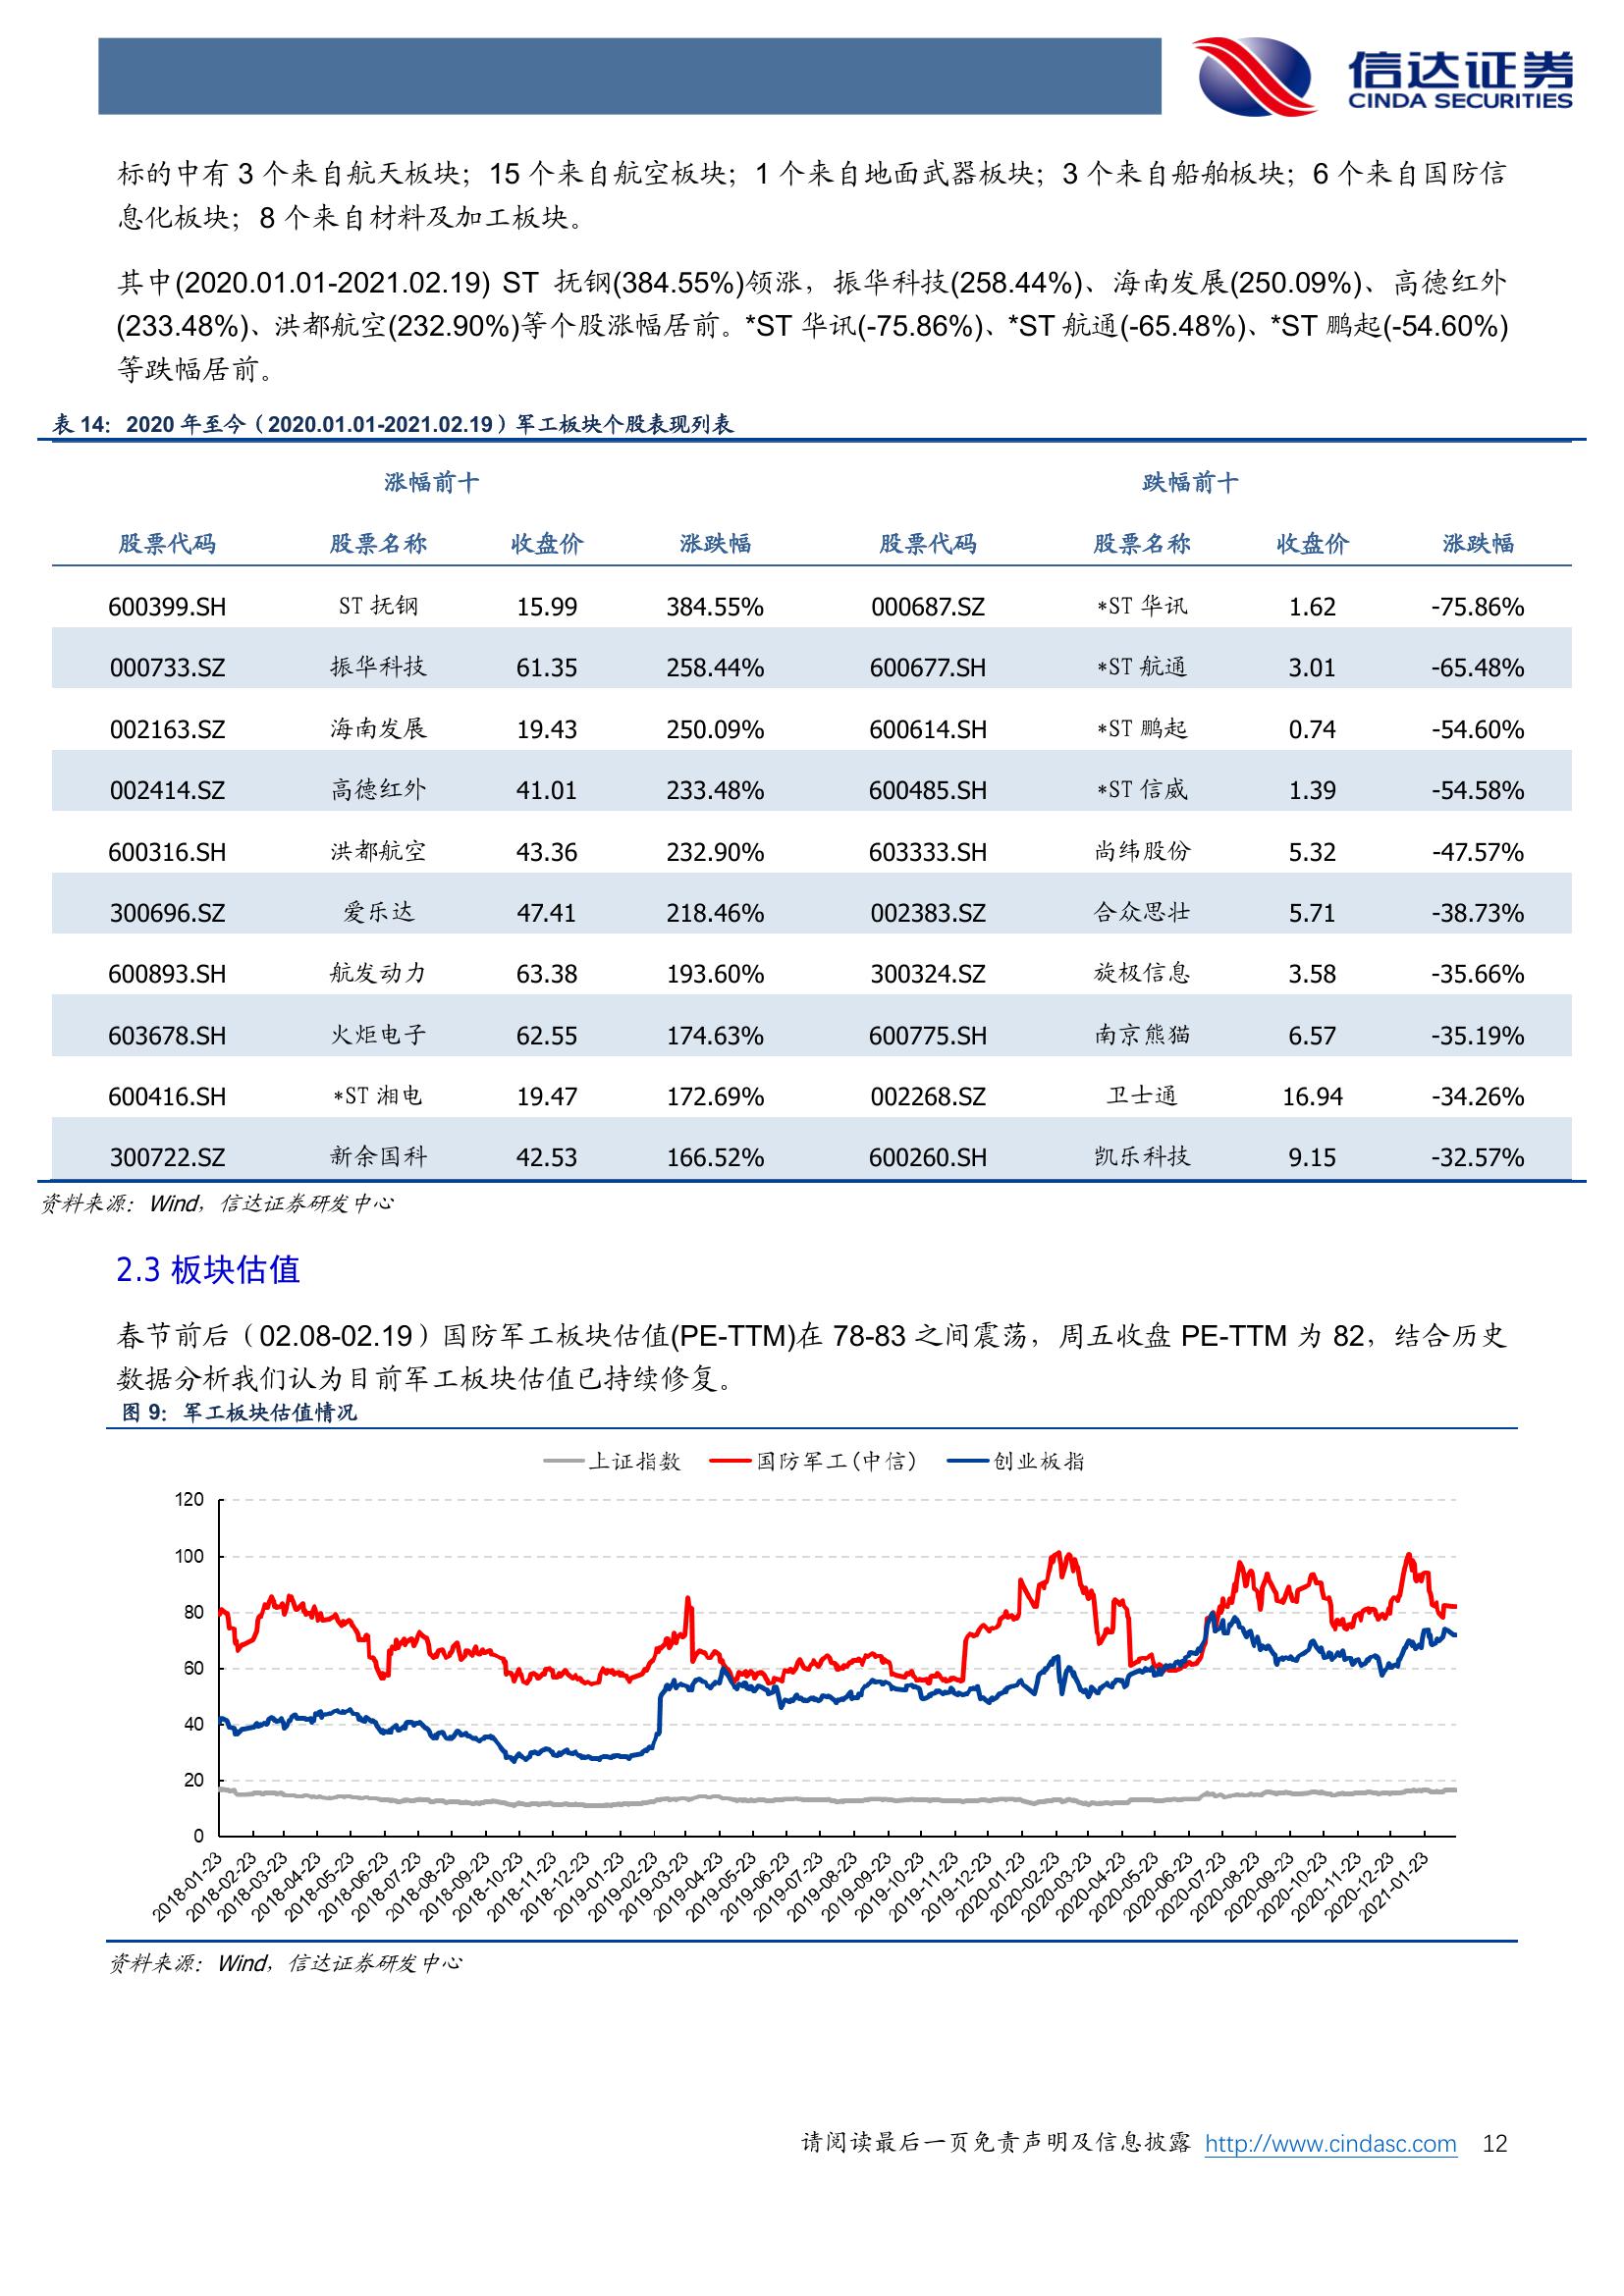 信达证券
CINDA SECURITIES
标的中有 3 个来自航天板块；15 个来自航空板块；1 个来自地面武器板块；3 个来自船舶板块；6 个来自国防信
息化板块；8 个来自材料及加工板块。
其中(2020.01.01-2021.02.19) ST 抚钢(384.55%)领涨，振华科技(258.44%)、海南发展(250.09%)、高德红外
(233.48%)、洪都航空(232.90%)等个股涨幅居前。*ST 华讯(-75.86%)、*ST 航通(-65.48%)、*ST 鹏起(-54.60%)
等跌幅居前。
表 14：2020 年至今（2020.01.01-2021.02.19）军工板块个股表现列表
涨幅前十 跌幅前十
股票代码 股票名称 收盘价 涨跌幅 股票代码 股票名称 收盘价 涨跌幅
600399.SH ST 抚钢 15.99 384.55% 000687.SZ *ST 华讯 1.62 -75.86%
000733.SZ 振华科技 61.35 258.44% 600677.SH *ST 航通 3.01 -65.48%
002163.SZ 海南发展 19.43 250.09% 600614.SH *ST 鹏起 0.74 -54.60%
002414.SZ 高德红外 41.01 233.48% 600485.SH *ST 信威 1.39 -54.58%
600316.SH 洪都航空 43.36 232.90% 603333.SH 尚纬股份 5.32 -47.57%
300696.SZ 爱乐达 47.41 218.46% 002383.SZ 合众思壮 5.71 -38.73%
600893.SH 航发动力 63.38 193.60% 300324.SZ 旋极信息 3.58 -35.66%
603678.SH 火炬电子 62.55 174.63% 600775.SH 南京熊猫 6.57 -35.19%
600416.SH *ST 湘电 19.47 172.69% 002268.SZ 卫士通 16.94 -34.26%
300722.SZ 新余国科 42.53 166.52% 600260.SH 凯乐科技 9.15 -32.57%
资料来源：Wind，信达证券研发中心
2.3 板块估值
春节前后（02.08-02.19）国防军工板块估值(PE-TTM)在 78-83 之间震荡，周五收盘 PE-TTM 为 82，结合历史
数据分析我们认为目前军工板块估值已持续修复。
图 9：军工板块估值情况
上证指数 国防军工(中信) 创业板指
120
100
80
60
40
20
0
2018-01-23 2018-02-23 2018-03-23 2018-04-23 2018-05-23 2018-06-23 2018-07-23 2018-08-23 2018-09-23 2018-10-23 2018-11-23 2018-12-23 2019-01-23 2019-02-23 2019-03-23 2019-04-23 2019-05-23 2019-06-23 2019-07-23 2019-08-23 2019-09-23 2019-10-23 2019-11-23 2019-12-23 2020-01-23 2020-02-23 2020-03-23 2020-04-23 2020-05-23 2020-06-23 2020-07-23 2020-08-23 2020-09-23 2020-10-23 2020-11-23 2020-12-23 2021-01-23
资料来源：Wind，信达证券研发中心
请阅读最后一页免责声明及信息披露 http://www.cindasc.com 12